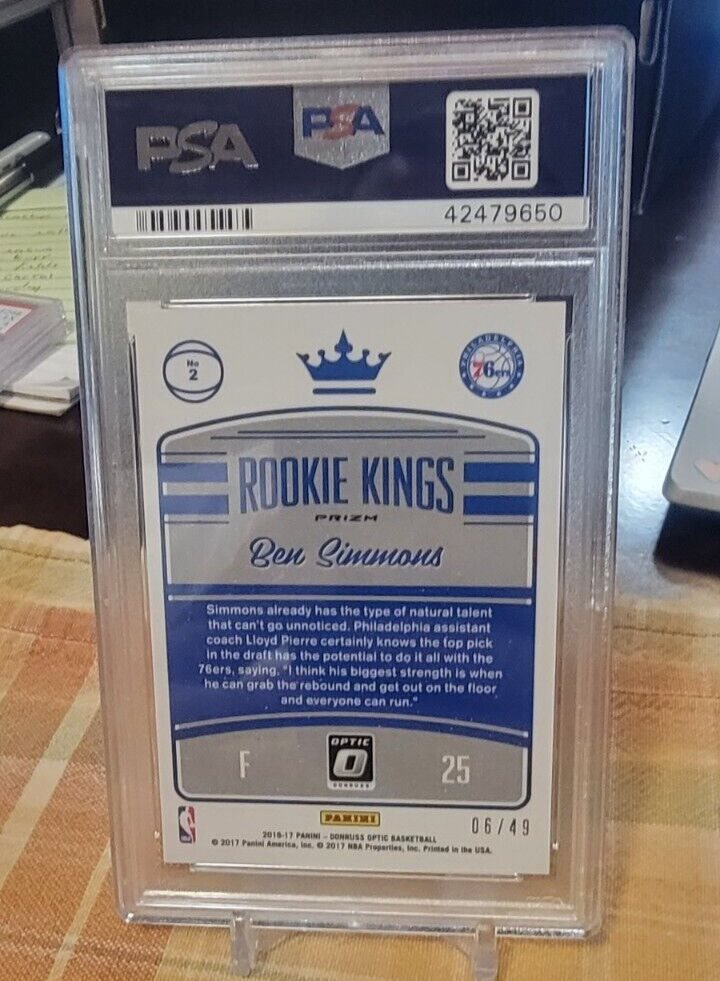 PSA PSA
42479650
No
2
PHILADELPHIA
76ers
ROOKIE KINGS
PRIZM
Ben Simmons
Simmons already has the type of natural talent
that can't go unnoticed. Philadelphia assistant
coach Lloyd Pierre certainly knows the top pick
in the draft has the potential to do it all with the
76ers, saying, "I think his biggest strength is when
he can grab the rebound and get out on the floor
and everyone can run."
F
OPTIC
DONRUSS
25
PANINI
06/49
2016-17 PANINI – DONRUSS OPTIC BASKETBALL
© 2017 Panini America, Inc. © 2017 NBA Properties, Inc. Printed in the USA.